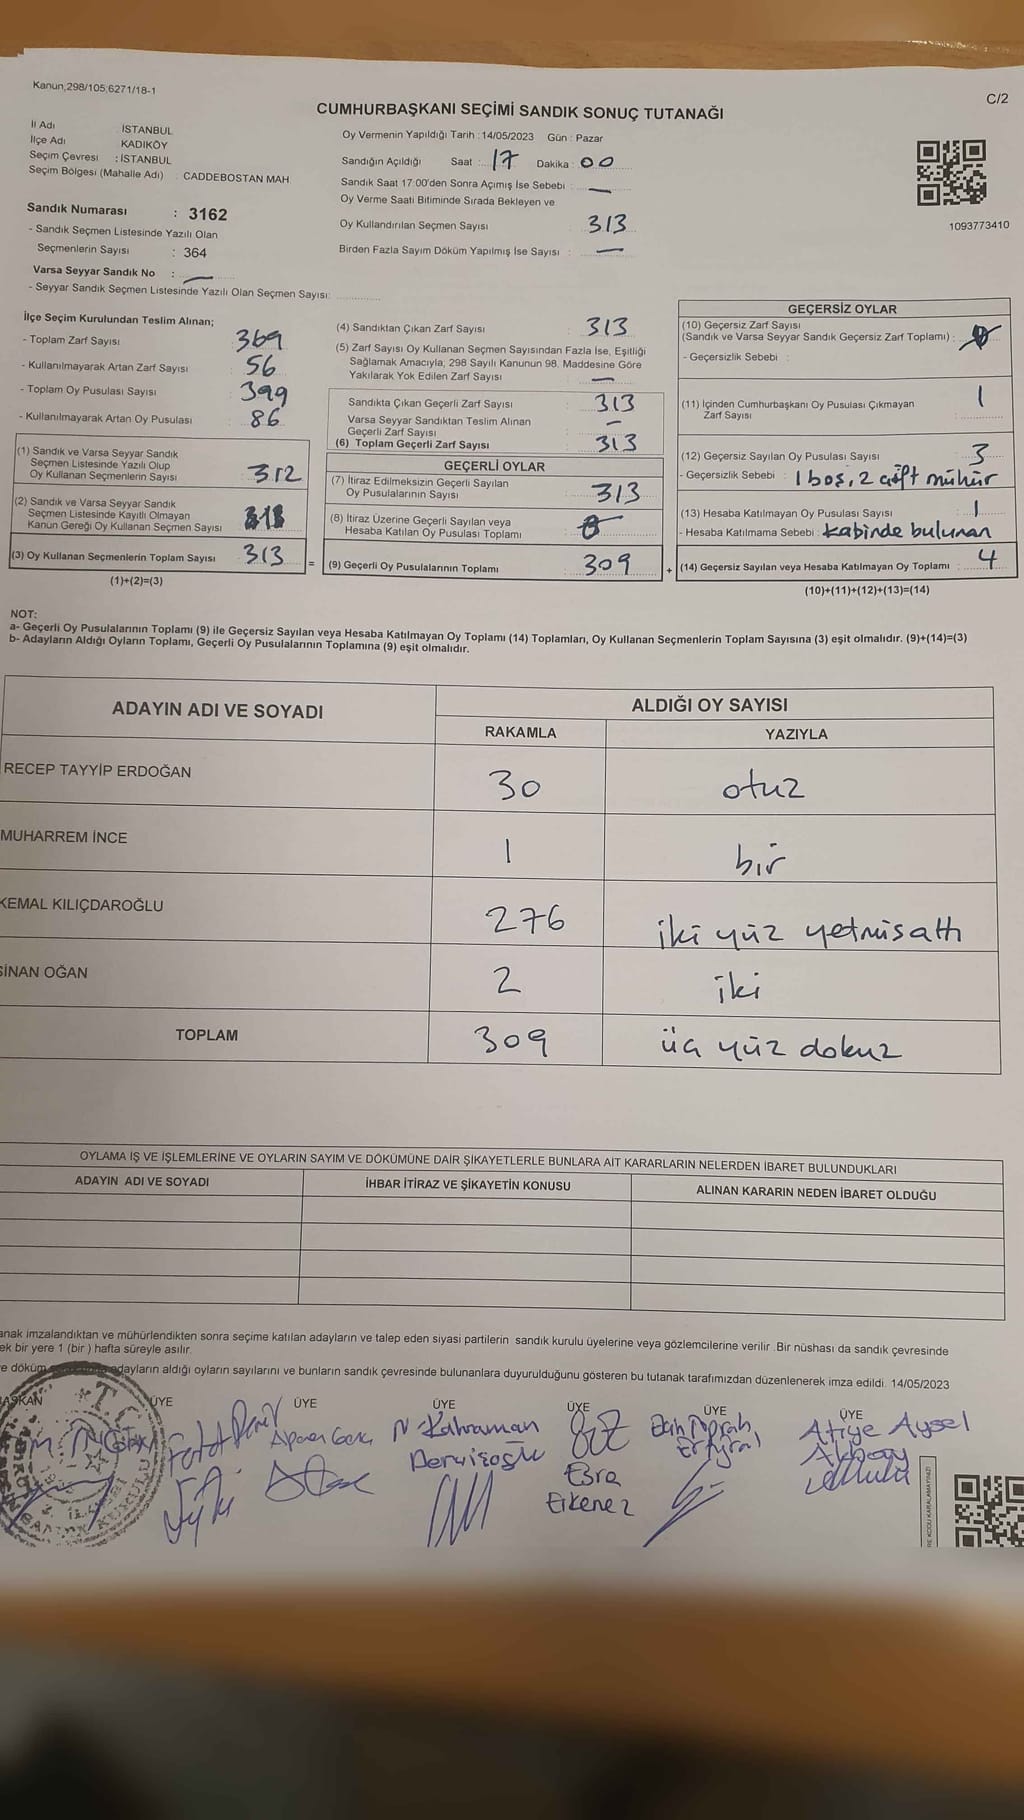 Kanun,298/105,6271/18-1
C/2
CUMHURBAŞKANI SEÇİMİ SANDIK SONUÇ TUTANAĞI
İl Adı : İSTANBUL
İlçe Adı : KADIKÖY
Seçim Çevresi : İSTANBUL
Seçim Bölgesi (Mahalle Adı) : CADDEBOSTAN MAH
Sandık Numarası : 3162
- Sandık Seçmen Listesinde Yazılı Olan
Seçmenlerin Sayısı : 364
Varsa Seyyar Sandık No : —
- Seyyar Sandık Seçmen Listesinde Yazılı Olan Seçmen Sayısı:
Oy Vermenin Yapıldığı Tarih : 14/05/2023 Gün : Pazar
Sandığın Açıldığı Saat : 17 Dakika : 00
Sandık Saat 17:00'den Sonra Açımış İse Sebebi : —
Oy Verme Saati Bitiminde Sırada Bekleyen ve
Oy Kullandırılan Seçmen Sayısı : 313
Birden Fazla Sayım Döküm Yapılmış İse Sayısı : —
1093773410
İlçe Seçim Kurulundan Teslim Alınan;
- Toplam Zarf Sayısı : 369
- Kullanılmayarak Artan Zarf Sayısı : 56
- Toplam Oy Pusulası Sayısı : 399
- Kullanılmayarak Artan Oy Pusulası : 86
(1) Sandık ve Varsa Seyyar Sandık
Seçmen Listesinde Yazılı Olup
Oy Kullanan Seçmenlerin Sayısı : 312
(2) Sandık ve Varsa Seyyar Sandık
Seçmen Listesinde Kayıtlı Olmayan
Kanun Gereği Oy Kullanan Seçmen Sayısı
(3) Oy Kullanan Seçmenlerin Toplam Sayısı : 313
(1)+(2)=(3)
=
(4) Sandıktan Çıkan Zarf Sayısı : 313
(5) Zarf Sayısı Oy Kullanan Seçmen Sayısından Fazla İse, Eşitliği
Sağlamak Amacıyla; 298 Sayılı Kanunun 98. Maddesine Göre
Yakılarak Yok Edilen Zarf Sayısı : —
Sandıkta Çıkan Geçerli Zarf Sayısı : 313
Varsa Seyyar Sandıktan Teslim Alınan
Geçerli Zarf Sayısı : —
(6) Toplam Geçerli Zarf Sayısı : 313
GEÇERLİ OYLAR
(7) İtiraz Edilmeksizin Geçerli Sayılan
Oy Pusulalarının Sayısı : 313
(8) İtiraz Üzerine Geçerli Sayılan veya
Hesaba Katılan Oy Pusulası Toplamı
(9) Geçerli Oy Pusulalarının Toplamı : 309
+
GEÇERSİZ OYLAR
(10) Geçersiz Zarf Sayısı
(Sandık ve Varsa Seyyar Sandık Geçersiz Zarf Toplamı) :
- Geçersizlik Sebebi :
(11) İçinden Cumhurbaşkanı Oy Pusulası Çıkmayan : 1
Zarf Sayısı
(12) Geçersiz Sayılan Oy Pusulası Sayısı : 3
- Geçersizlik Sebebi : 1 boş, 2 çift mühür
(13) Hesaba Katılmayan Oy Pusulası Sayısı : 1
- Hesaba Katılmama Sebebi : kabinde bulunan
(14) Geçersiz Sayılan veya Hesaba Katılmayan Oy Toplamı : 4
(10)+(11)+(12)+(13)=(14)
NOT:
a- Geçerli Oy Pusulalarının Toplamı (9) ile Geçersiz Sayılan veya Hesaba Katılmayan Oy Toplamı (14) Toplamları, Oy Kullanan Seçmenlerin Toplam Sayısına (3) eşit olmalıdır. (9)+(14)=(3)
b- Adayların Aldığı Oyların Toplamı, Geçerli Oy Pusulalarının Toplamına (9) eşit olmalıdır.
ADAYIN ADI VE SOYADI ALDIĞI OY SAYISI
RAKAMLA YAZIYLA
RECEP TAYYİP ERDOĞAN 30 otuz
MUHARREM İNCE 1 bir
KEMAL KILIÇDAROĞLU 276 iki yüz yetmisaltı
SİNAN OĞAN 2 iki
TOPLAM 309 üç yüz dokuz
OYLAMA İŞ VE İŞLEMLERİNE VE OYLARIN SAYIM VE DÖKÜMÜNE DAİR ŞİKAYETLERLE BUNLARA AİT KARARLARIN NELERDEN İBARET BULUNDUKLARI
ADAYIN ADI VE SOYADI İHBAR İTİRAZ VE ŞİKAYETİN KONUSU ALINAN KARARIN NEDEN İBARET OLDUĞU
anak imzalandıktan ve mühürlendikten sonra seçime katılan adayların ve talep eden siyasi partilerin sandık kurulu üyelerine veya gözlemcilerine verilir .Bir nüshası da sandık çevresinde
ek bir yere 1 (bir ) hafta süreyle asılır.
e döküm adayların aldığı oyların sayılarını ve bunların sandık çevresinde bulunanlara duyurulduğunu gösteren bu tutanak tarafımızdan düzenlenerek imza edildi. 14/05/2023
BAŞKAN ÜYE ÜYE ÜYE ÜYE ÜYE ÜYE
N Kahraman
Dervişoğlu
Esra
Erkenez
Ecin Toprah
Ertural
Atiye Aysel
T.C.